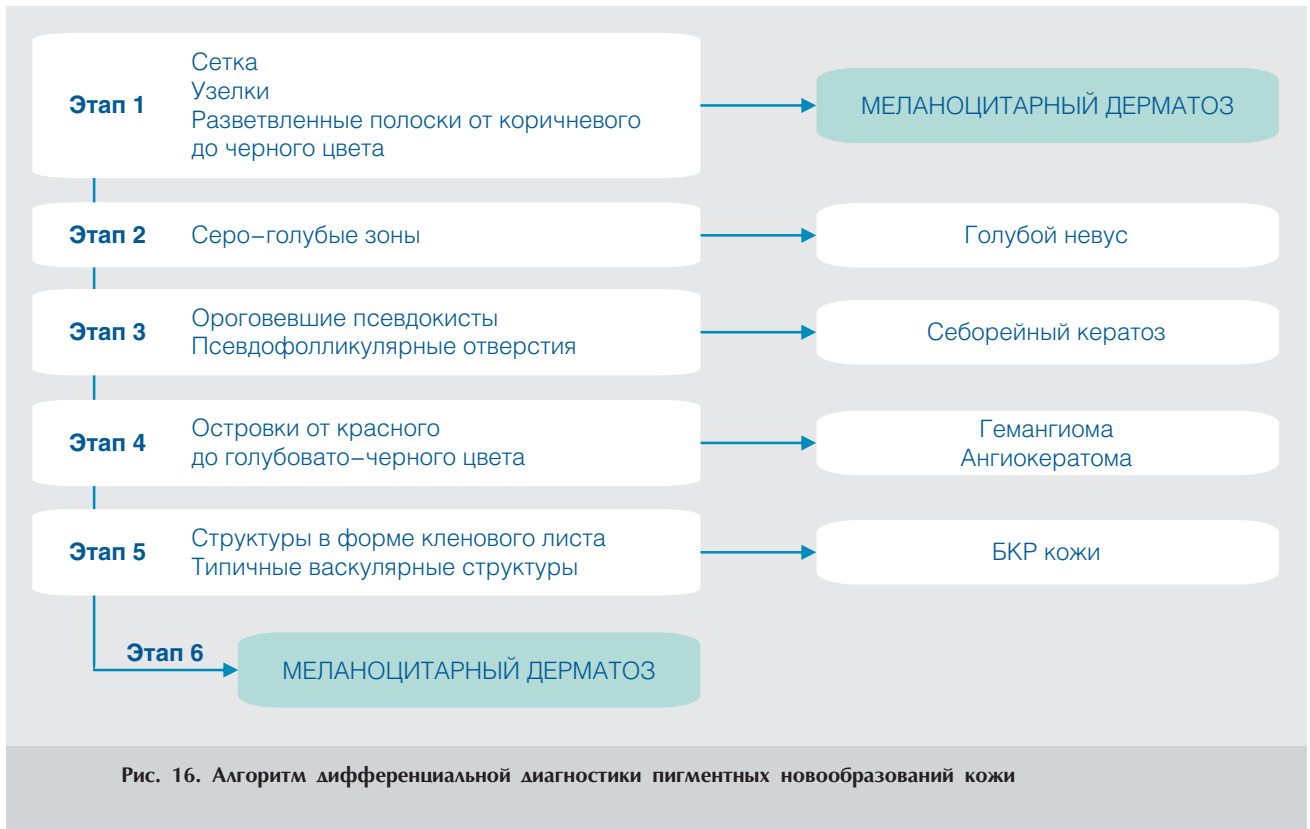 Этап 1
Сетка
Узелки
Разветвленные полоски от коричневого
до черного цвета
МЕЛАНОЦИТАРНЫЙ ДЕРМАТОЗ
Этап 2
Серо–голубые зоны
Голубой невус
Этап 3
Ороговевшие псевдокисты
Псевдофолликулярные отверстия
Себорейный кератоз
Этап 4
Островки от красного
до голубовато–черного цвета
Гемангиома
Ангиокератома
Этап 5
Структуры в форме кленового листа
Типичные васкулярные структуры
БКР кожи
Этап 6
МЕЛАНОЦИТАРНЫЙ ДЕРМАТОЗ
Рис. 16. Алгоритм дифференциальной диагностики пигментных новообразований кожи